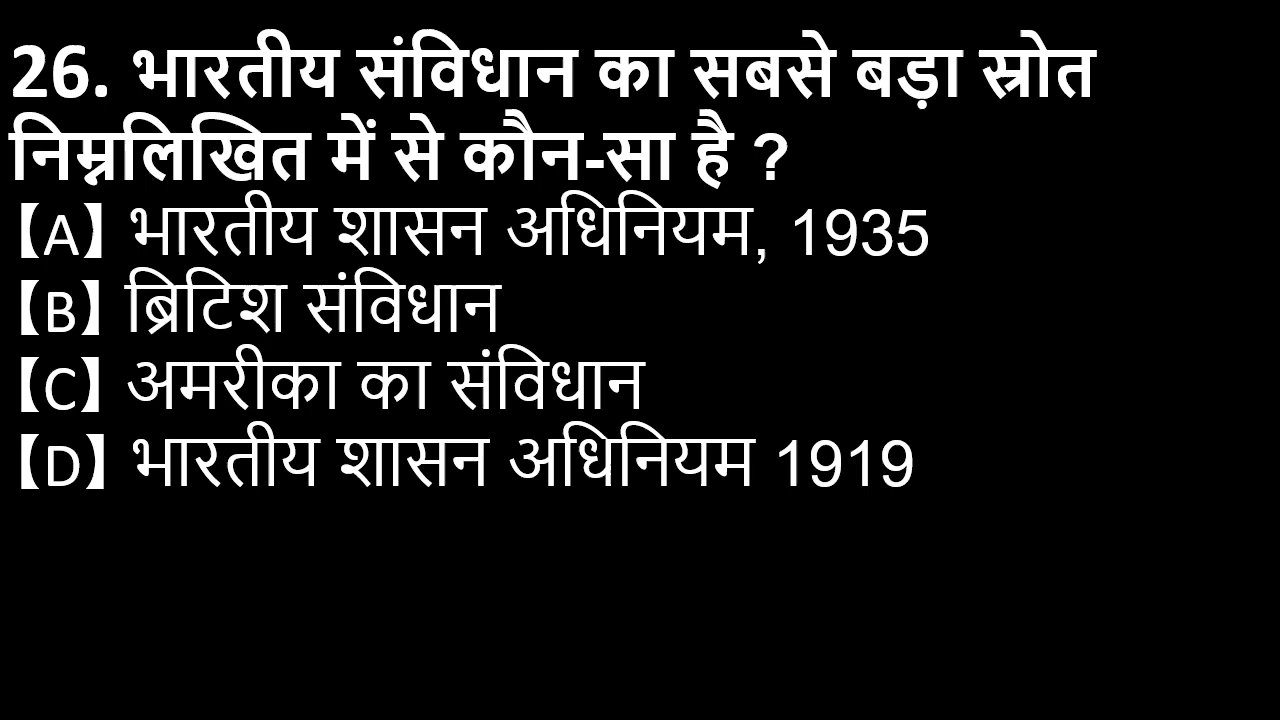 26. भारतीय संविधान का सबसे बड़ा स्रोत
निम्नलिखित में से कौन-सा है ?
【A】 भारतीय शासन अधिनियम, 1935
【B】 ब्रिटिश संविधान
【C】 अमरीका का संविधान
【D】 भारतीय शासन अधिनियम 1919